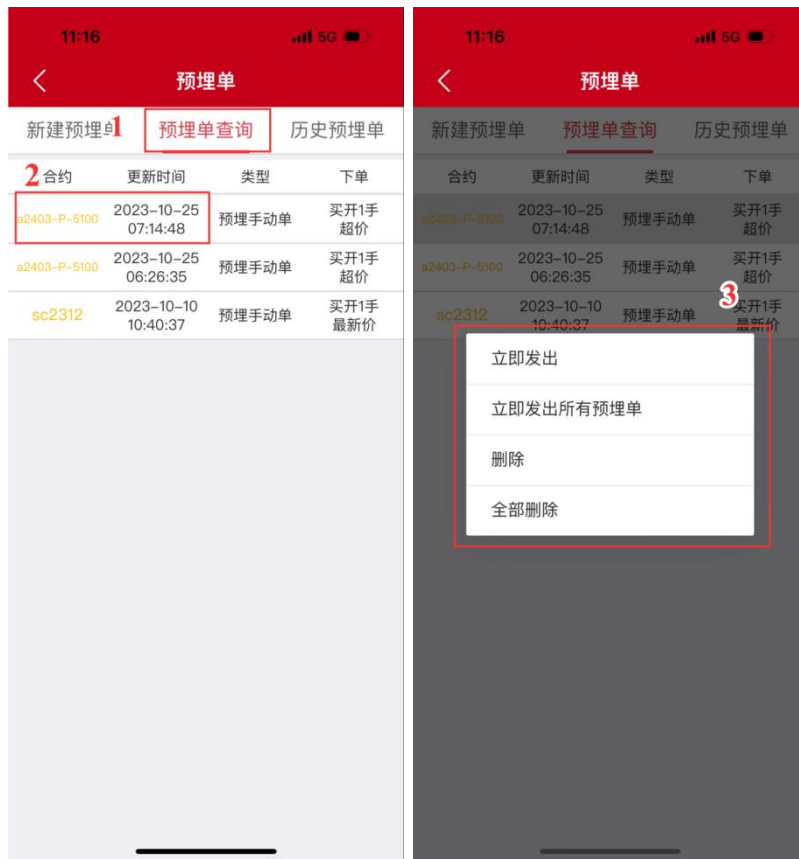 11:16
5G
预埋单
新建预埋单
1
预埋单查询
历史预埋单
2
合约
更新时间
类型
下单
a2403-P-5100
2023-10-25
07:14:48
预埋手动单
买开1手
超价
a2403-P-5100
2023-10-25
06:26:35
预埋手动单
买开1手
超价
sc2312
2023-10-10
10:40:37
预埋手动单
买开1手
最新价
11:16
5G
预埋单
新建预埋单
预埋单查询
历史预埋单
合约
更新时间
类型
下单
a2403-P-5100
2023-10-25
07:14:48
预埋手动单
买开1手
超价
a2403-P-5100
2023-10-25
06:26:35
预埋手动单
买开1手
超价
3
sc2312
2023-10-10
10:40:37
预埋手动单
买开1手
最新价
立即发出
立即发出所有预埋单
删除
全部删除